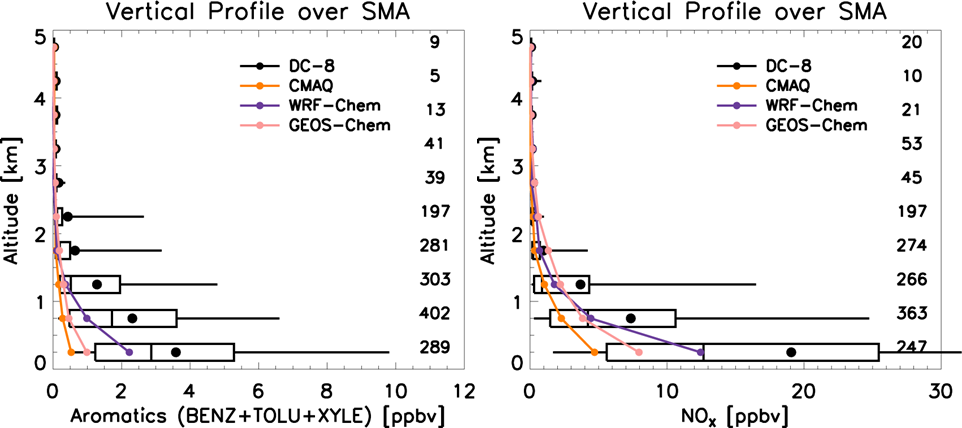 Vertical Profile over SMA
5
4
3
2
1
0
Altitude [km]
DC-8
CMAQ
WRF-Chem
GEOS-Chem
9
5
13
41
39
197
281
303
402
289
0 2 4 6 8 10 12
Aromatics (BENZ+TOLU+XYLE) [ppbv]
Vertical Profile over SMA
5
4
3
2
1
0
Altitude [km]
DC-8
CMAQ
WRF-Chem
GEOS-Chem
20
10
21
53
45
197
274
266
363
247
0 10 20 30
NOx [ppbv]